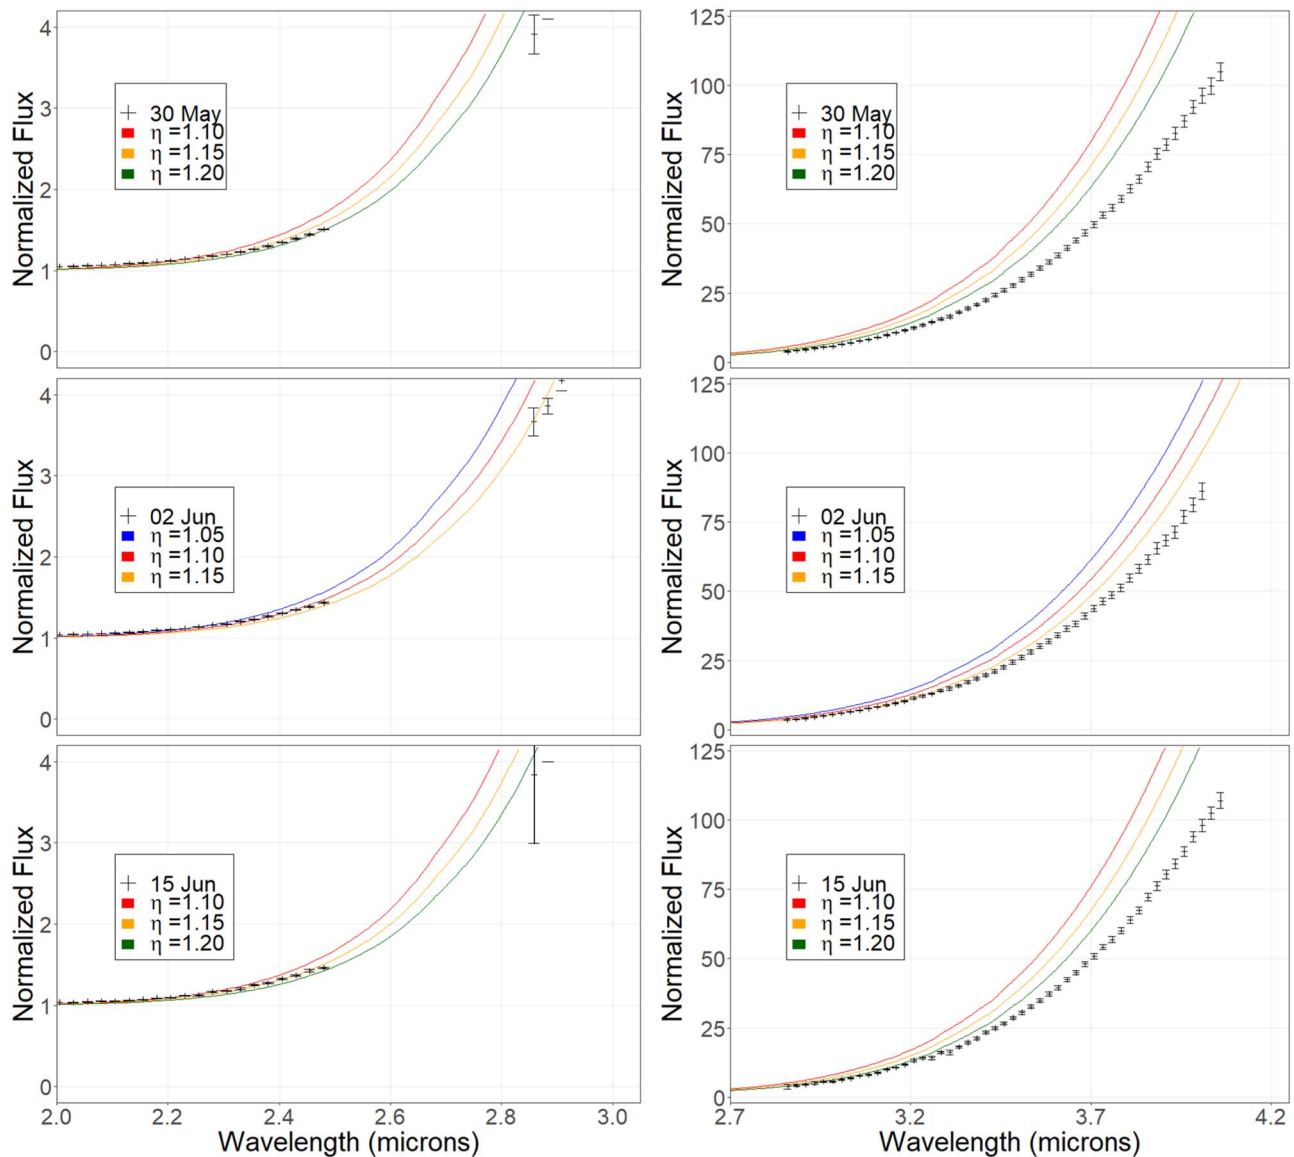 4
3
2
1
0
Normalized Flux
30 May
η =1.10
η =1.15
η =1.20
125
100
75
50
25
0
Normalized Flux
30 May
η =1.10
η =1.15
η =1.20
4
3
2
1
0
Normalized Flux
02 Jun
η =1.05
η =1.10
η =1.15
125
100
75
50
25
0
Normalized Flux
02 Jun
η =1.05
η =1.10
η =1.15
4
3
2
1
0
Normalized Flux
15 Jun
η =1.10
η =1.15
η =1.20
2.0 2.2 2.4 2.6 2.8 3.0
Wavelength (microns)
125
100
75
50
25
0
Normalized Flux
15 Jun
η =1.10
η =1.15
η =1.20
2.7 3.2 3.7 4.2
Wavelength (microns)